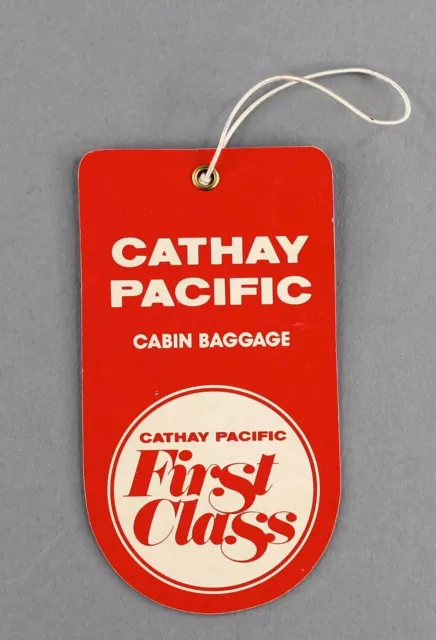 CATHAY
PACIFIC
CABIN BAGGAGE
CATHAY PACIFIC
First
Class